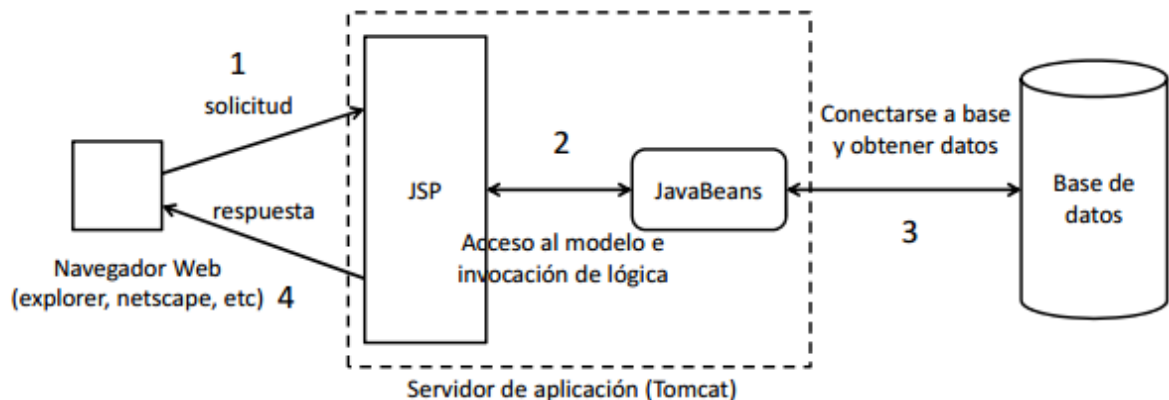 1
solicitud
JSP
respuesta
Navegador Web
(explorer, netscape, etc)
4
2
JavaBeans
Acceso al modelo e
invocación de lógica
Conectarse a base
y obtener datos
3
Base de
datos
Servidor de aplicación (Tomcat)